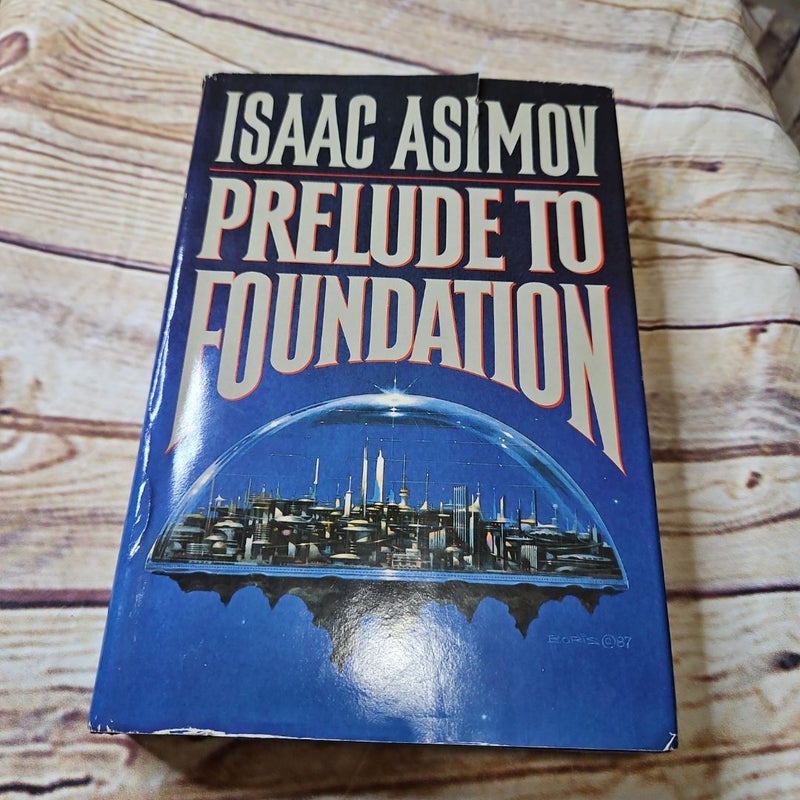 ISAAC ASIMOV
PRELUDE TO
FOUNDATION
BORIS ©87